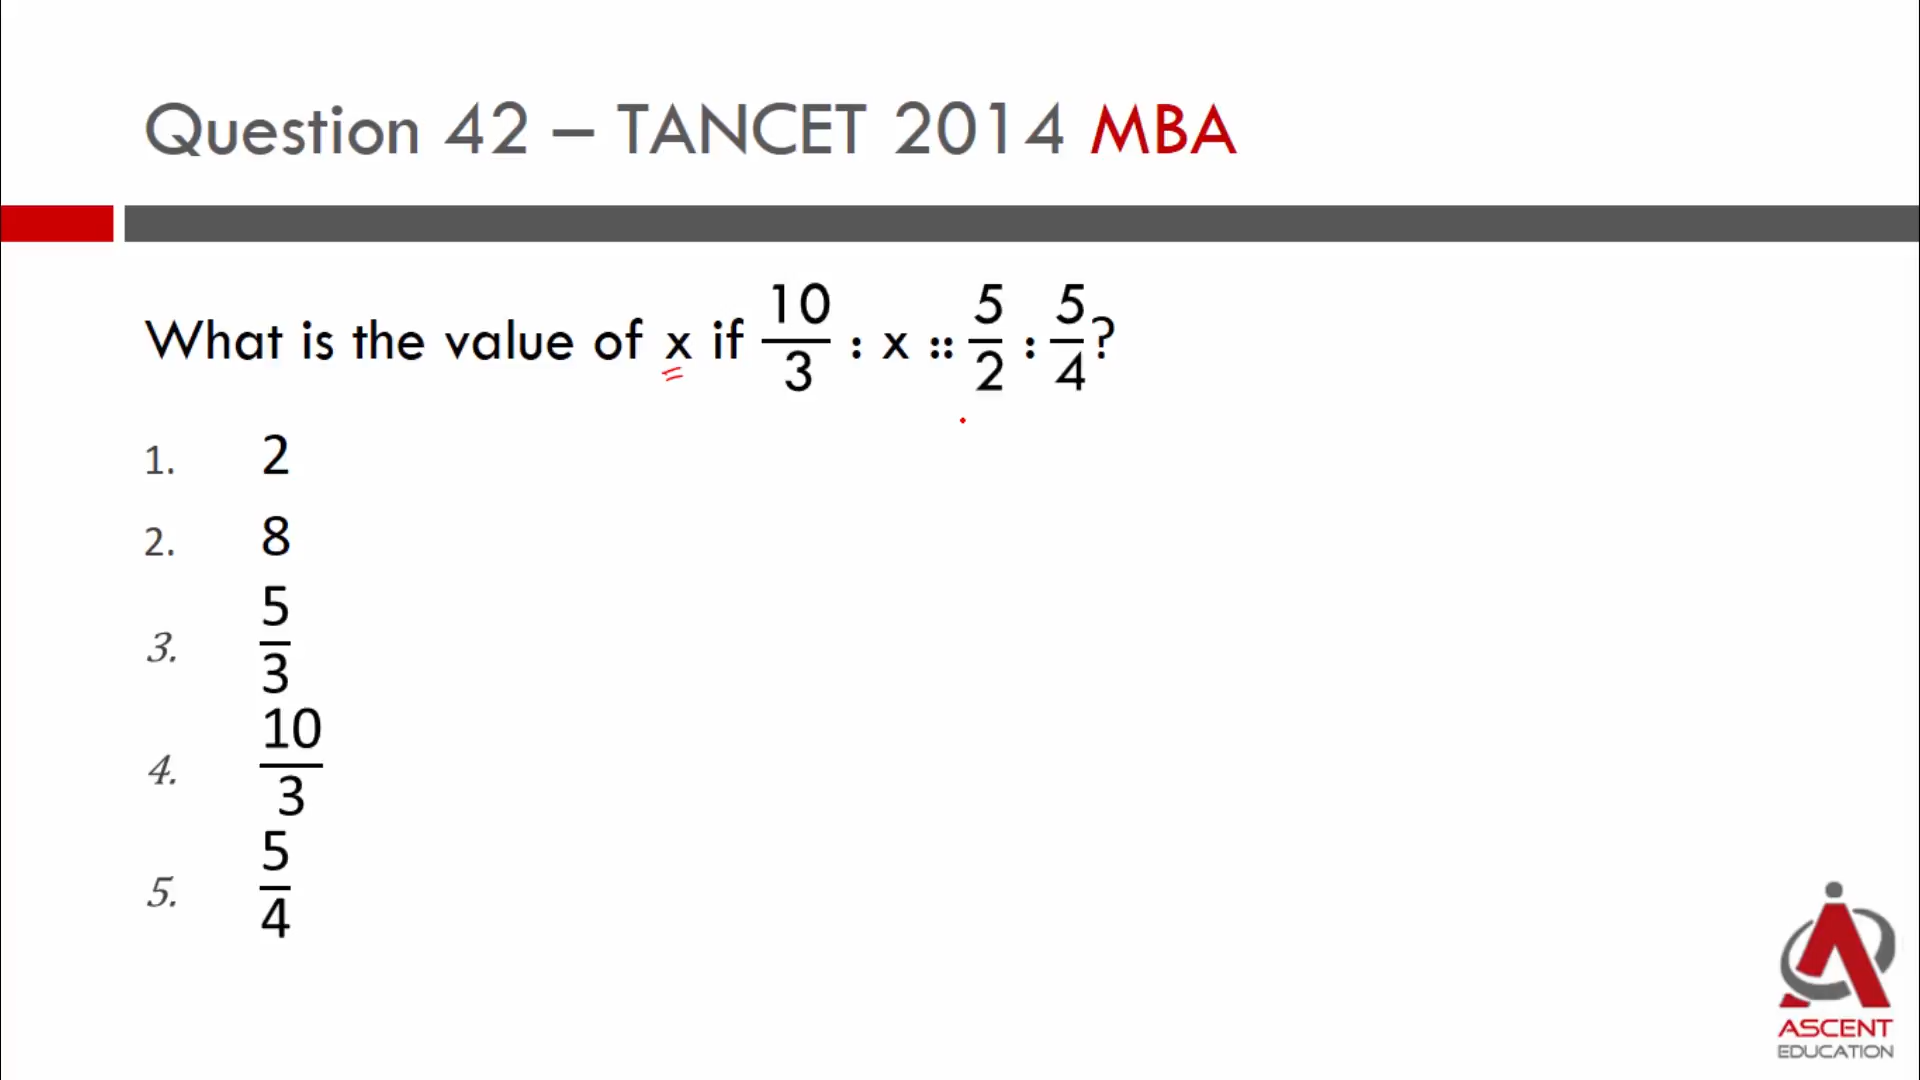 Question 42 – TANCET 2014 MBA
What is the value of x if 10/3 : x :: 5/2 : 5/4?
1. 2
2. 8
3. 5/3
4. 10/3
5. 5/4
ASCENT
EDUCATION